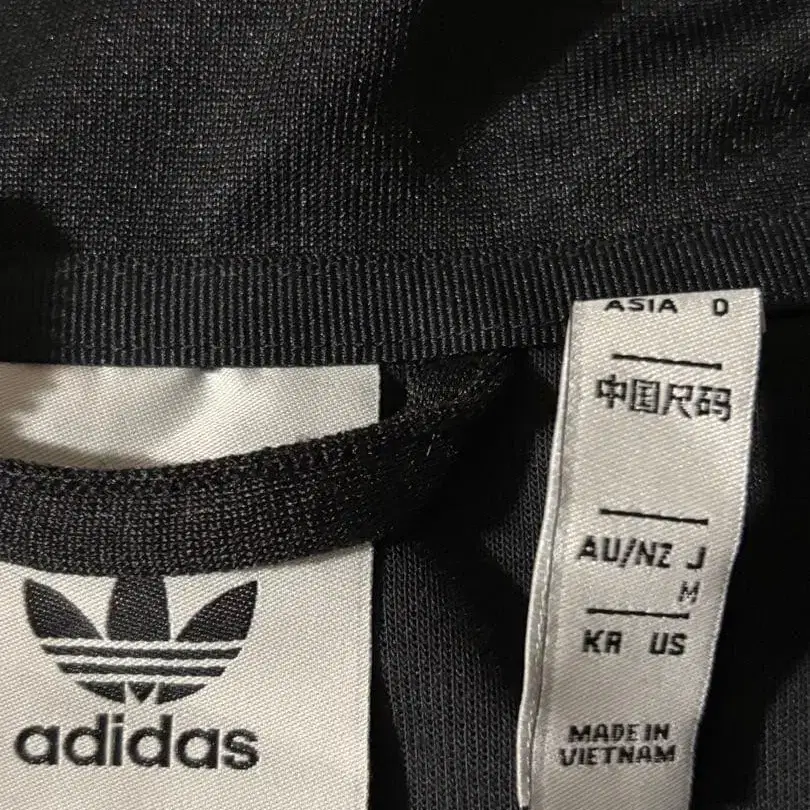 adidas
ASIA D
中国尺码
AU/NZ J
M
KR US
MADE IN
VIETNAM